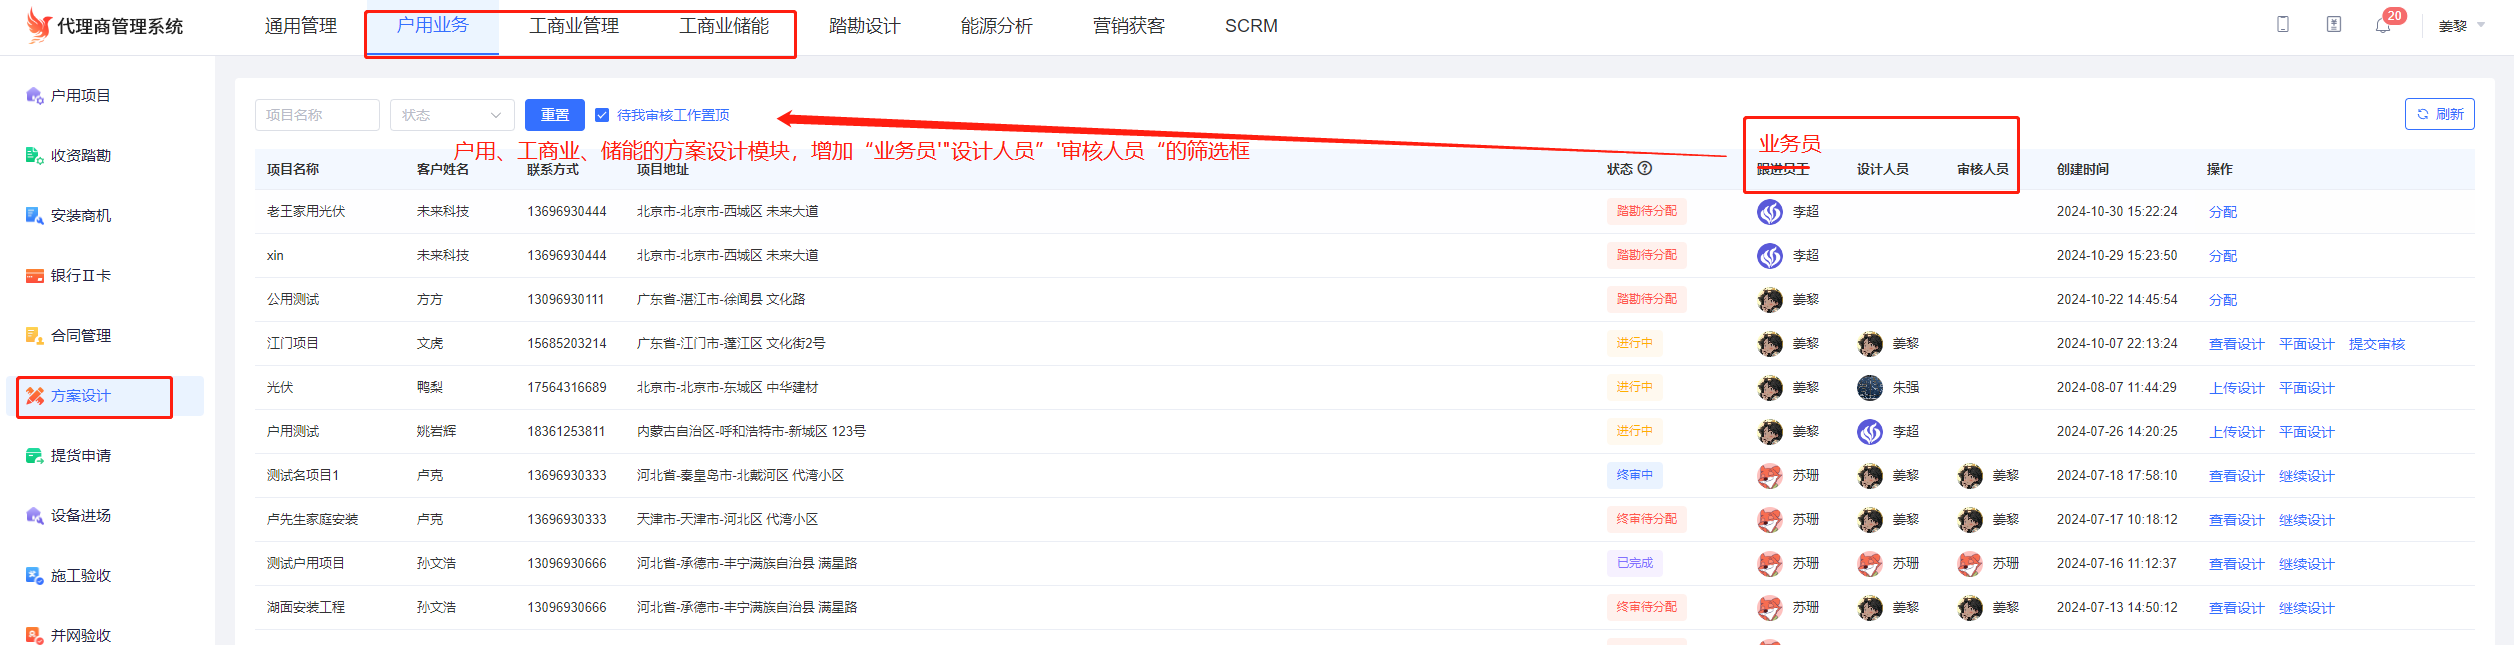 代理商管理系统 通用管理 户用业务 工商业管理 工商业储能 踏勘设计 能源分析 营销获客 SCRM 20 姜黎
户用项目
收资踏勘
安装商机
银行II卡
合同管理
方案设计
提货申请
设备进场
施工验收
并网验收
项目名称 状态 重置 待我审核工作置顶 刷新
户用、工商业、储能的方案设计模块，增加“业务员'"设计人员”'审核人员“的筛选框
业务员
项目名称 客户姓名 联系方式 项目地址 状态 跟进员工 设计人员 审核人员 创建时间 操作
老王家用光伏 未来科技 13696930444 北京市-北京市-西城区 未来大道 踏勘待分配 李超 2024-10-30 15:22:24 分配
xin 未来科技 13696930444 北京市-北京市-西城区 未来大道 踏勘待分配 李超 2024-10-29 15:23:50 分配
公用测试 方方 13096930111 广东省-湛江市-徐闻县 文化路 踏勘待分配 姜黎 2024-10-22 14:45:54 分配
江门项目 文虎 15685203214 广东省-江门市-蓬江区 文化街2号 进行中 姜黎 姜黎 2024-10-07 22:13:24 查看设计 平面设计 提交审核
光伏 鸭梨 17564316689 北京市-北京市-东城区 中华建材 进行中 姜黎 朱强 2024-08-07 11:44:29 上传设计 平面设计
户用测试 姚岩辉 18361253811 内蒙古自治区-呼和浩特市-新城区 123号 进行中 姜黎 李超 2024-07-26 14:20:25 上传设计 平面设计
测试名项目1 卢克 13696930333 河北省-秦皇岛市-北戴河区 代湾小区 终审中 苏珊 姜黎 姜黎 2024-07-18 17:58:10 查看设计 继续设计
卢先生家庭安装 卢克 13696930333 天津市-天津市-河北区 代湾小区 终审待分配 苏珊 姜黎 姜黎 2024-07-17 10:18:12 查看设计 继续设计
测试户用项目 孙文浩 13096930666 河北省-承德市-丰宁满族自治县 满星路 已完成 苏珊 苏珊 苏珊 2024-07-16 11:12:37 查看设计 继续设计
湖面安装工程 孙文浩 13096930666 河北省-承德市-丰宁满族自治县 满星路 终审待分配 苏珊 姜黎 姜黎 2024-07-13 14:50:12 查看设计 继续设计